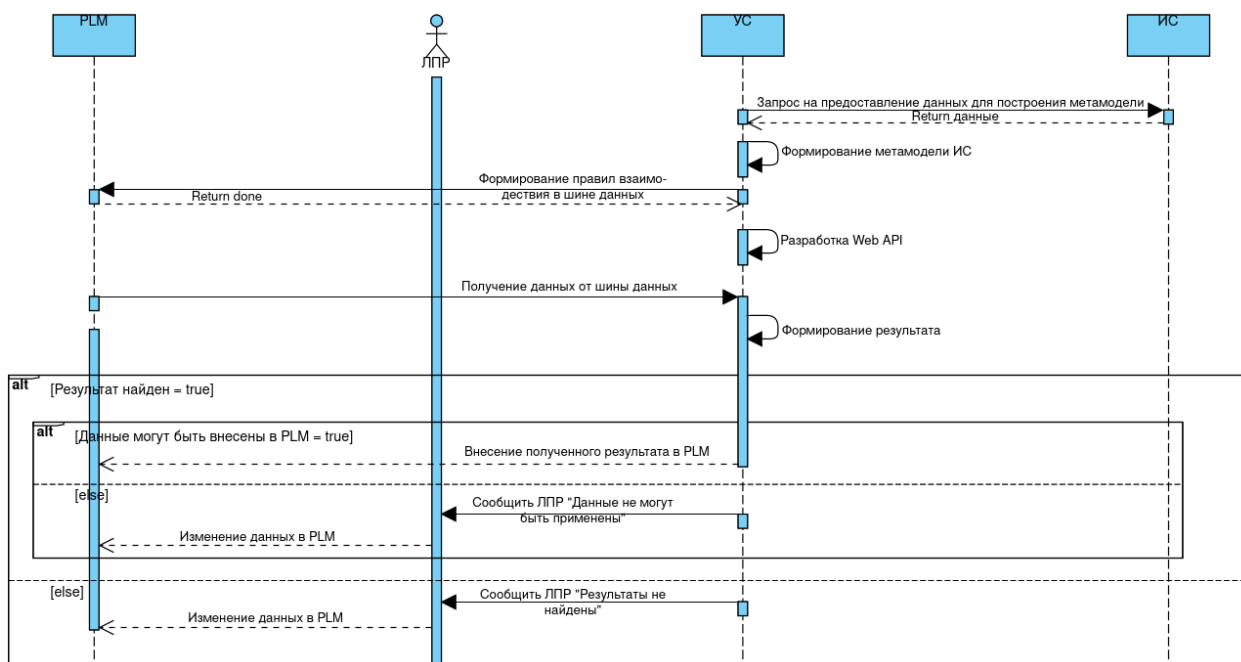 PLM
ЛПР
УС
ИС
Запрос на предоставление данных для построения метамодели
Return данные
Формирование метамодели ИС
Формирование правил взаимо-
дествия в шине данных
Return done
Разработка Web API
Получение данных от шины данных
Формирование результата
alt
[Результат найден = true]
alt
[Данные могут быть внесены в PLM = true]
Внесение полученного результата в PLM
[else]
Сообщить ЛПР "Данные не могут
быть применены"
Изменение данных в PLM
[else]
Сообщить ЛПР "Результаты не
найдены"
Изменение данных в PLM